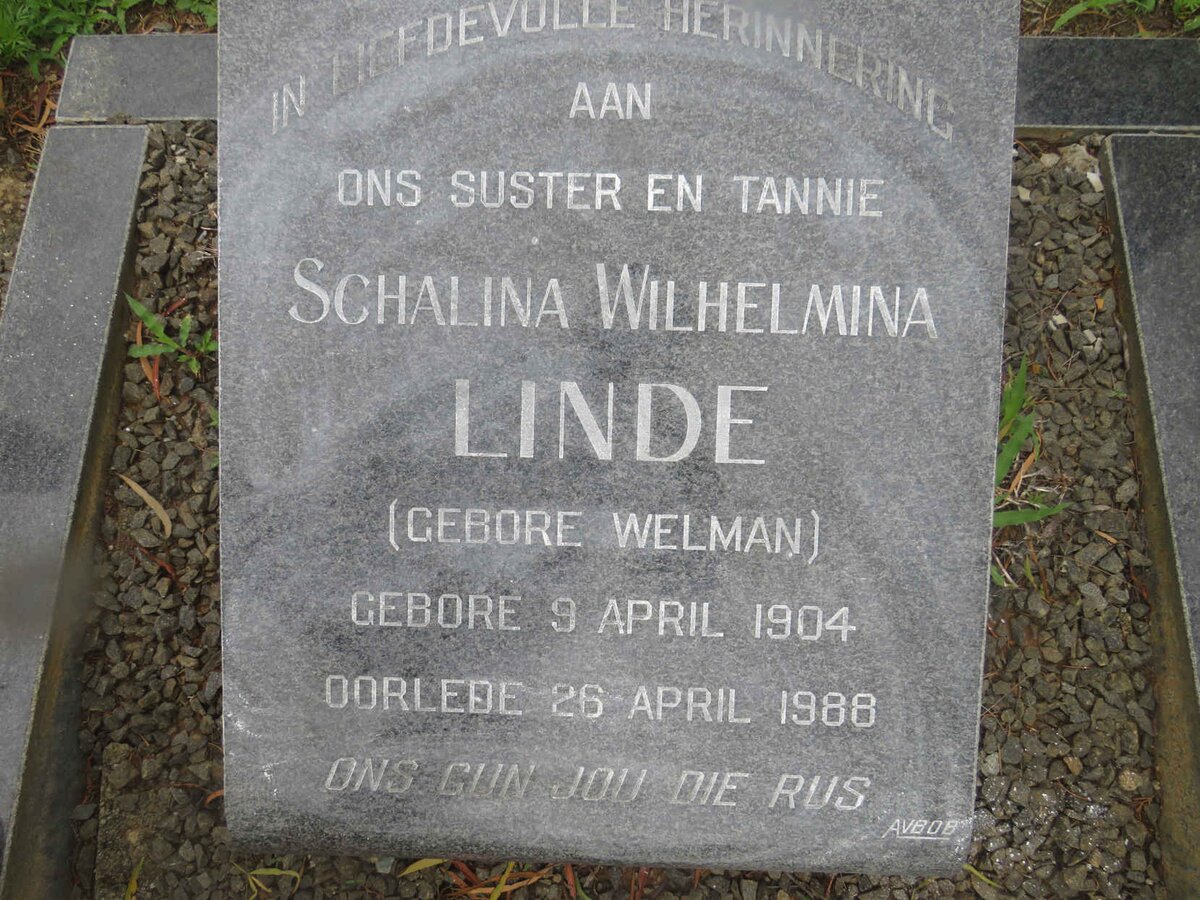 IN LIEFDEVOLLE HERINNERING
AAN
ONS SUSTER EN TANNIE
SCHALINA WILHELMINA
LINDE
(GEBORE WELMAN)
GEBORE 9 APRIL 1904
OORLEDE 26 APRIL 1988
ONS GUN JOU DIE RUS
AVBOB